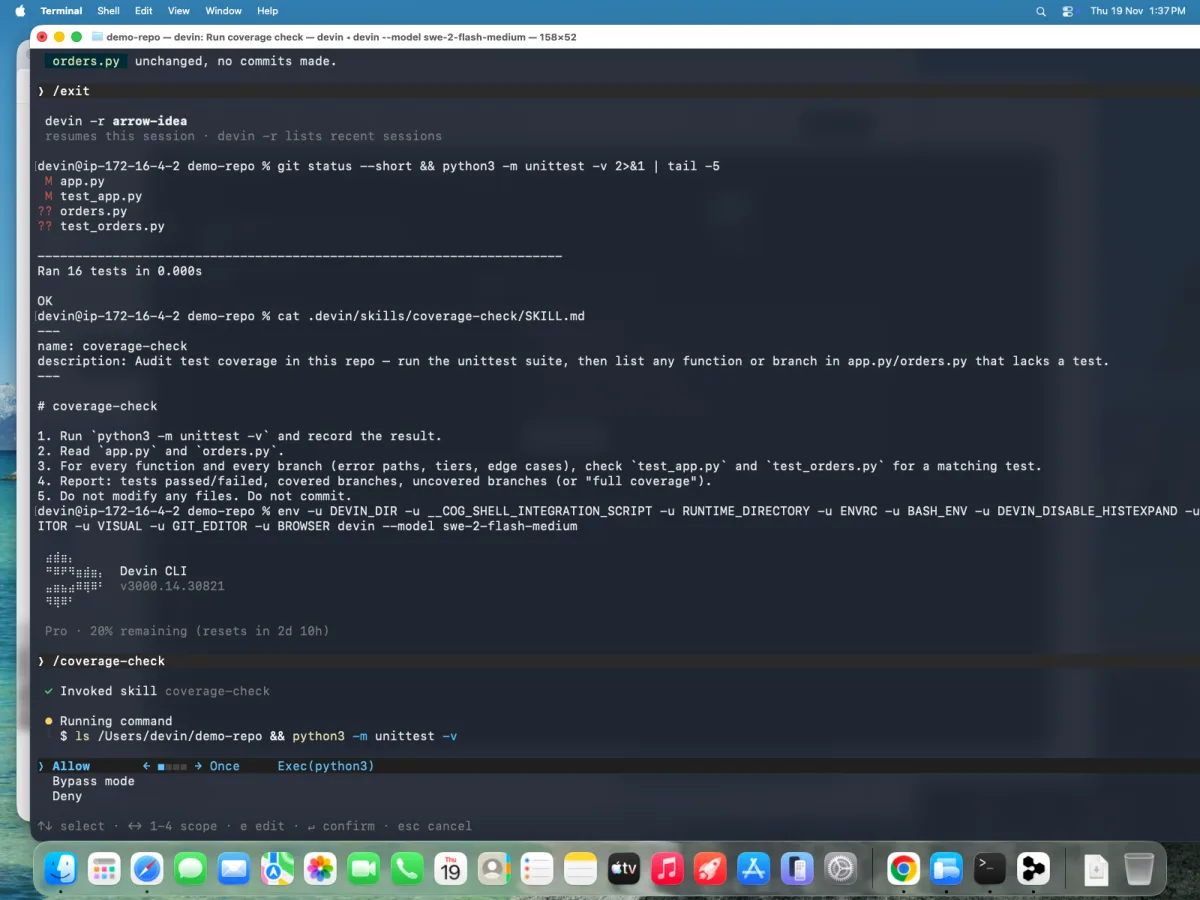 Terminal Shell Edit View Window Help Thu 19 Nov 1:37 PM
demo-repo — devin: Run coverage check — devin • devin --model swe-2-flash-medium — 158×52
orders.py unchanged, no commits made.
❯ /exit
devin -r arrow-idea
resumes this session · devin -r lists recent sessions
[devin@ip-172-16-4-2 demo-repo % git status --short && python3 -m unittest -v 2>&1 | tail -5
M app.py
M test_app.py
?? orders.py
?? test_orders.py
----------------------------------------------------------------------
Ran 16 tests in 0.000s
OK
[devin@ip-172-16-4-2 demo-repo % cat .devin/skills/coverage-check/SKILL.md
---
name: coverage-check
description: Audit test coverage in this repo — run the unittest suite, then list any function or branch in app.py/orders.py that lacks a test.
---
# coverage-check
1. Run `python3 -m unittest -v` and record the result.
2. Read `app.py` and `orders.py`.
3. For every function and every branch (error paths, tiers, edge cases), check `test_app.py` and `test_orders.py` for a matching test.
4. Report: tests passed/failed, covered branches, uncovered branches (or "full coverage").
5. Do not modify any files. Do not commit.
[devin@ip-172-16-4-2 demo-repo % env -u DEVIN_DIR -u __COG_SHELL_INTEGRATION_SCRIPT -u RUNTIME_DIRECTORY -u ENVRC -u BASH_ENV -u DEVIN_DISABLE_HISTEXPAND -u
ITOR -u VISUAL -u GIT_EDITOR -u BROWSER devin --model swe-2-flash-medium
Devin CLI
v3000.14.30821
Pro · 20% remaining (resets in 2d 10h)
❯ /coverage-check
✓ Invoked skill coverage-check
● Running command
$ ls /Users/devin/demo-repo && python3 -m unittest -v
❯ Allow ← ■■■■ → Once Exec(python3)
Bypass mode
Deny
↑↓ select · ↔ 1-4 scope · e edit · ↵ confirm · esc cancel
Thu
19
tv
>_